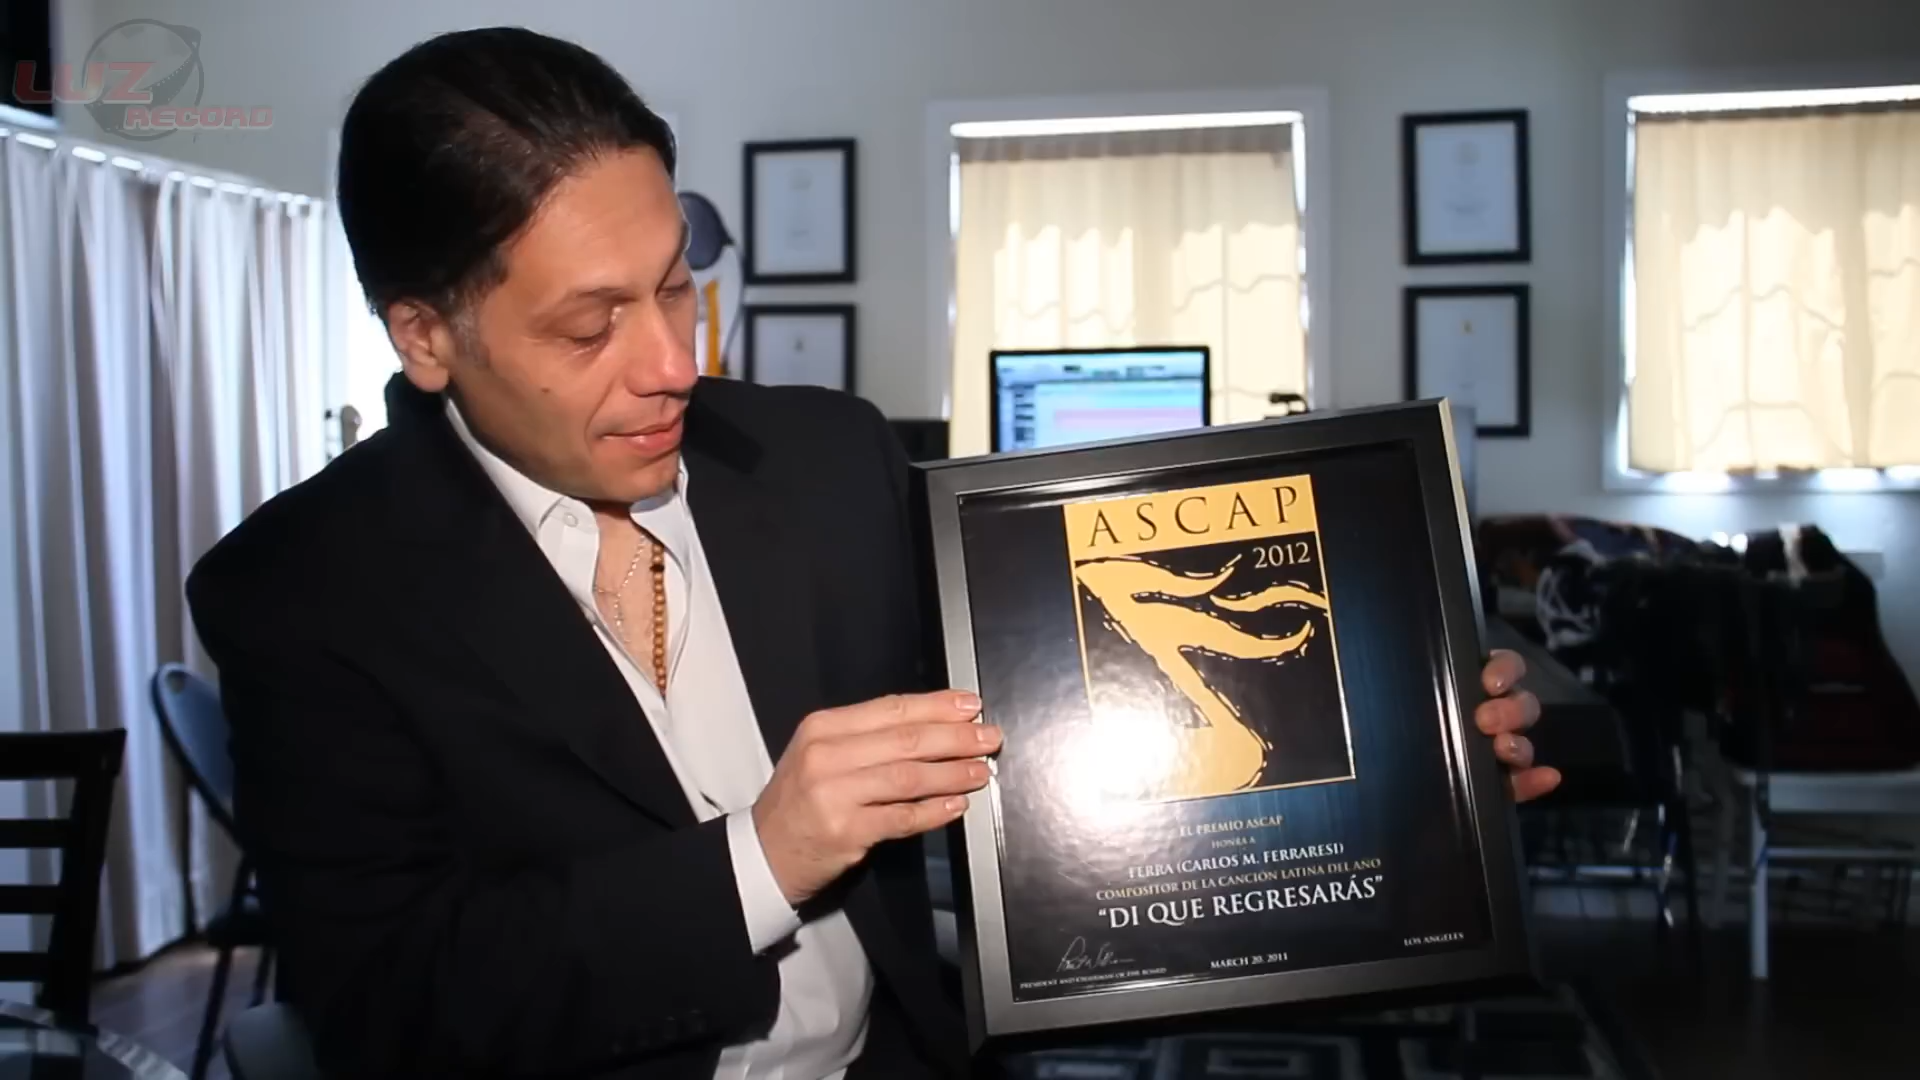 LUZ
RECORD
ASCAP
2012
EL PREMIO ASCAP
HONRA A
FERRA (CARLOS M. FERRARESI)
COMPOSITOR DE LA CANCIÓN LATINA DEL AÑO
"DI QUE REGRESARÁS"
LOS ANGELES
MARCH 20, 2011
PRESIDENT AND CHAIRMAN OF THE BOARD